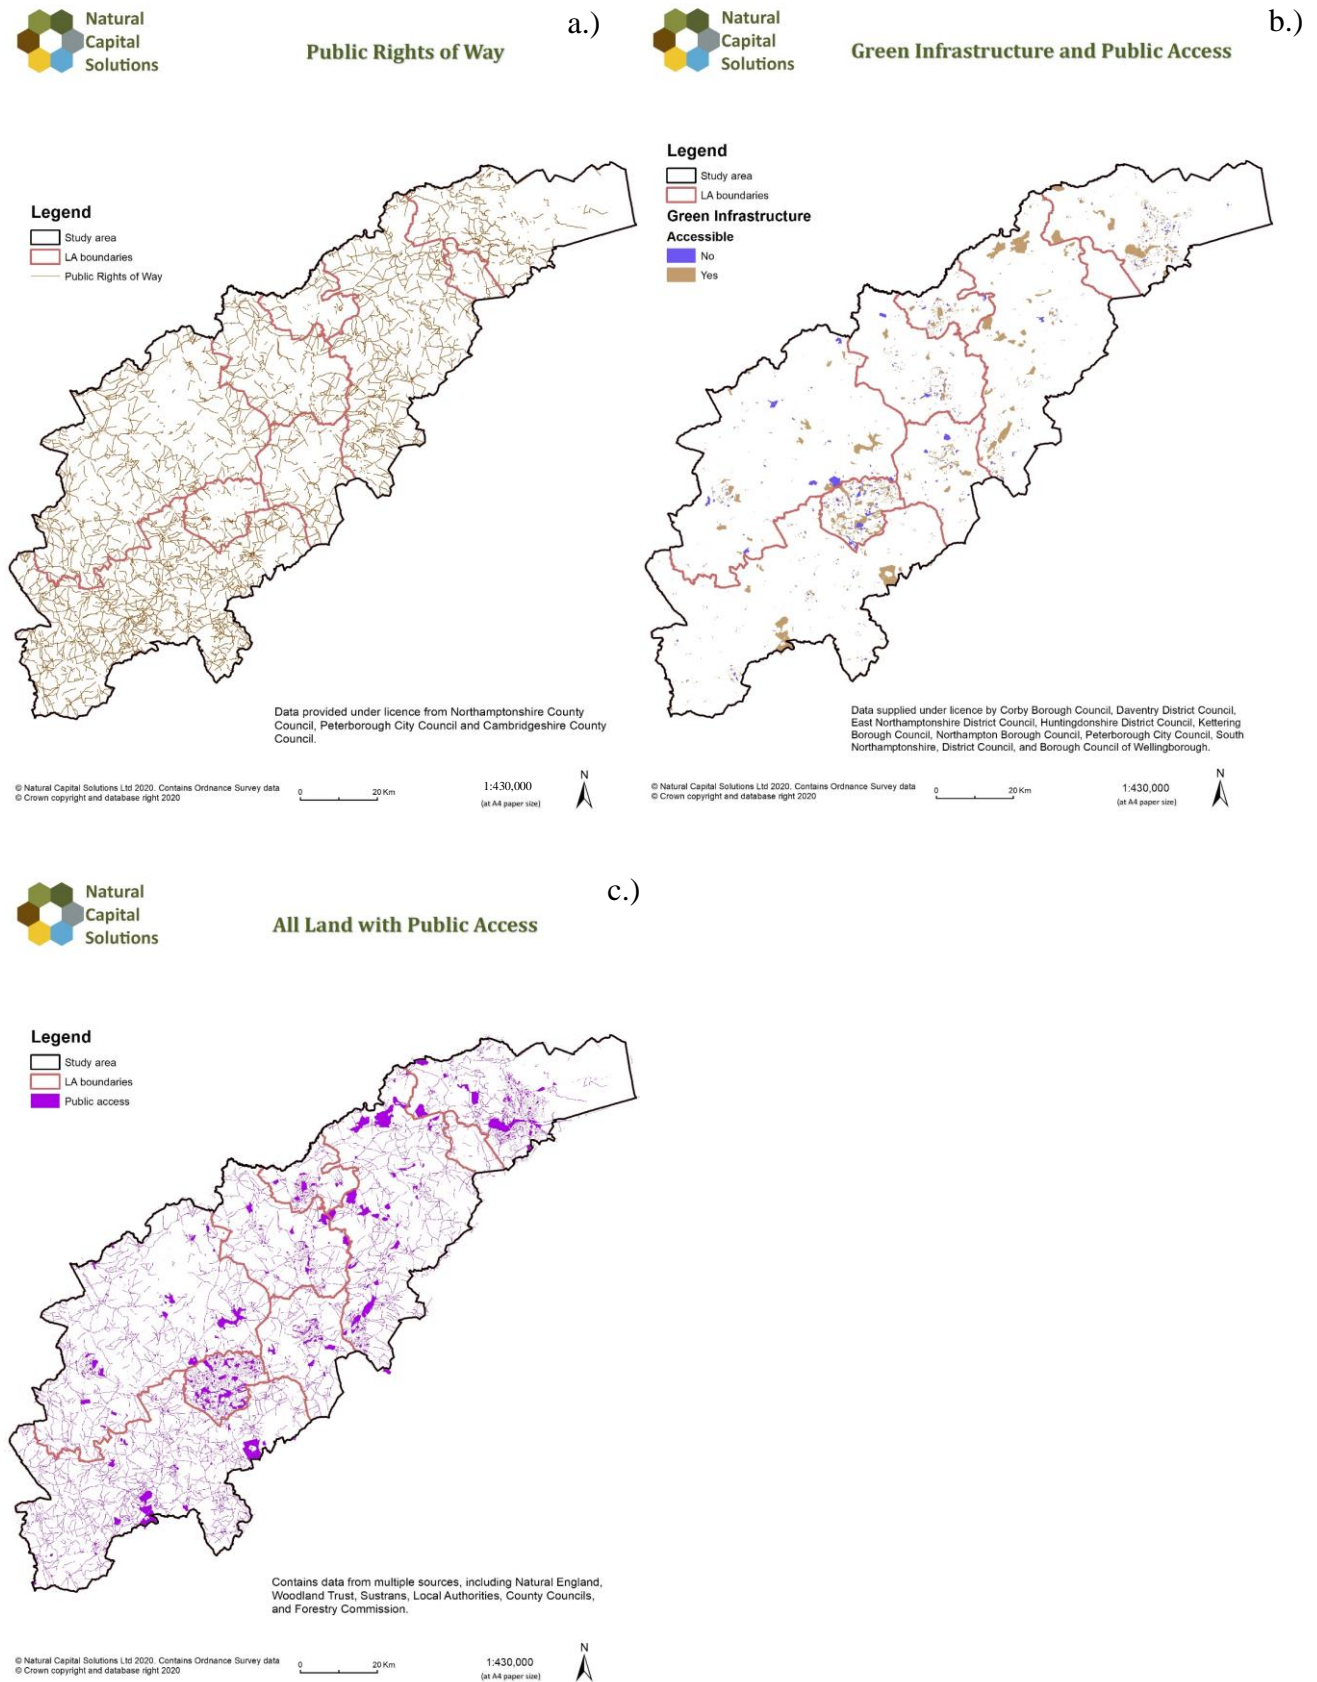 Natural
Capital
Solutions
a.)
Public Rights of Way
Legend
Study area
LA boundaries
Public Rights of Way
Data provided under licence from Northamptonshire County
Council, Peterborough City Council and Cambridgeshire County
Council.
© Natural Capital Solutions Ltd 2020. Contains Ordnance Survey data
© Crown copyright and database right 2020
0 20 Km
1:430,000
(at A4 paper size)
N
Natural
Capital
Solutions
b.)
Green Infrastructure and Public Access
Legend
Study area
LA boundaries
Green Infrastructure
Accessible
No
Yes
Data supplied under licence by Corby Borough Council, Daventry District Council,
East Northamptonshire District Council, Huntingdonshire District Council, Kettering
Borough Council, Northampton Borough Council, Peterborough City Council, South
Northamptonshire, District Council, and Borough Council of Wellingborough.
© Natural Capital Solutions Ltd 2020. Contains Ordnance Survey data
© Crown copyright and database right 2020
0 20 Km
1:430,000
(at A4 paper size)
N
Natural
Capital
Solutions
c.)
All Land with Public Access
Legend
Study area
LA boundaries
Public access
Contains data from multiple sources, including Natural England,
Woodland Trust, Sustrans, Local Authorities, County Councils,
and Forestry Commission.
© Natural Capital Solutions Ltd 2020. Contains Ordnance Survey data
© Crown copyright and database right 2020
0 20 Km
1:430,000
(at A4 paper size)
N